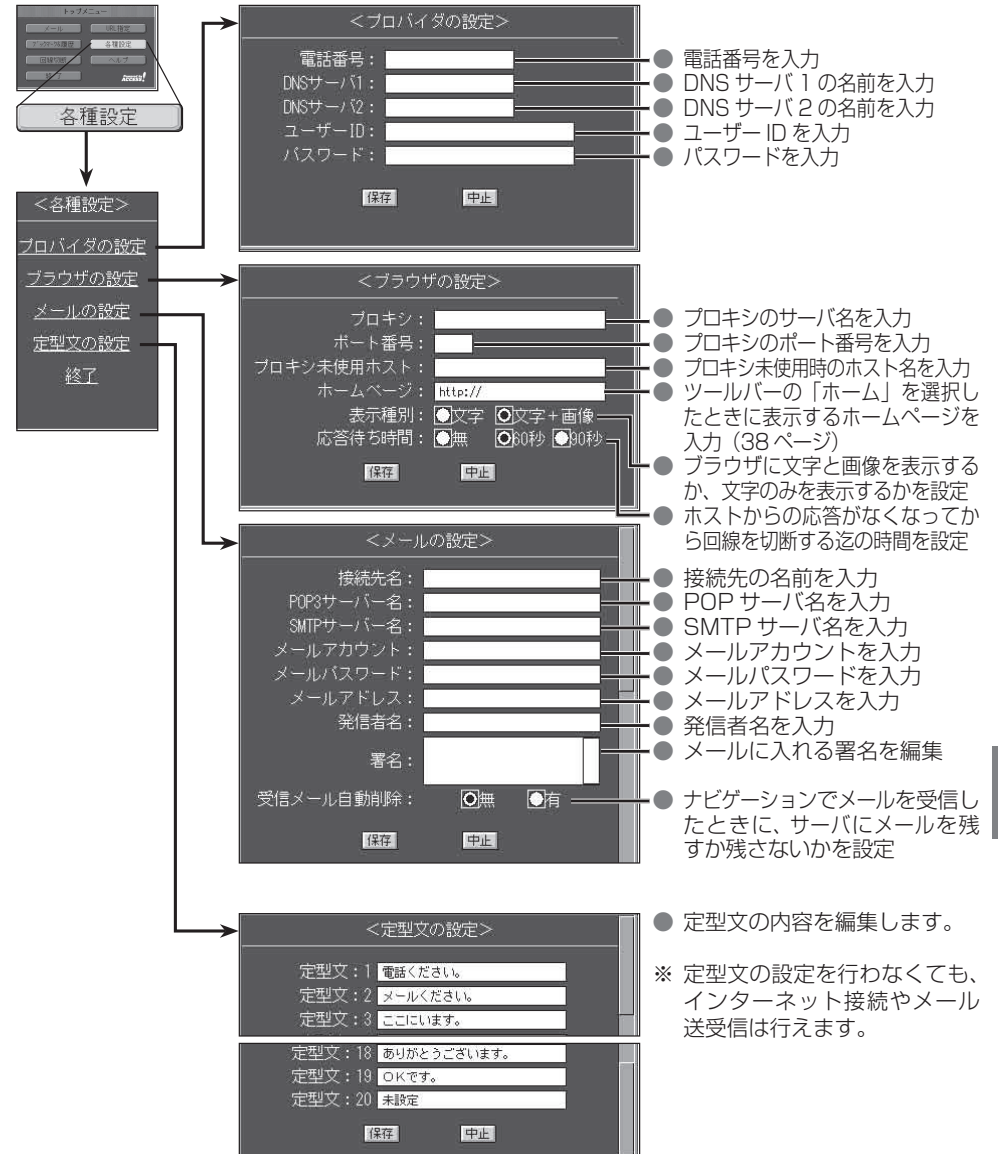 トップメニュー
メール
URL指定
ブックマーク/履歴
各種設定
回線切断
ヘルプ
終了
各種設定
<各種設定>
プロバイダの設定
ブラウザの設定
メールの設定
定型文の設定
終了
<プロバイダの設定>
電話番号: ● 電話番号を入力
DNSサーバ1: ● DNS サーバ 1 の名前を入力
DNSサーバ2: ● DNS サーバ 2 の名前を入力
ユーザーID: ● ユーザー ID を入力
パスワード: ● パスワードを入力
保存 中止
<ブラウザの設定>
プロキシ: ● プロキシのサーバ名を入力
ポート番号: ● プロキシのポート番号を入力
プロキシ未使用ホスト: ● プロキシ未使用時のホスト名を入力
ホームページ: http://
表示種別: 文字 文字+画像
応答待ち時間: 無 60秒 90秒
保存 中止
● ツールバーの「ホーム」を選択し
たときに表示するホームページを
入力(38 ページ)
● ブラウザに文字と画像を表示する
か、文字のみを表示するかを設定
● ホストからの応答がなくなってか
ら回線を切断する迄の時間を設定
<メールの設定>
接続先名: ● 接続先の名前を入力
POP3サーバー名: ● POP サーバ名を入力
SMTPサーバー名: ● SMTP サーバ名を入力
メールアカウント: ● メールアカウントを入力
メールパスワード: ● メールパスワードを入力
メールアドレス: ● メールアドレスを入力
発信者名: ● 発信者名を入力
署名: ● メールに入れる署名を編集
受信メール自動削除: 無 有
保存 中止
● ナビゲーションでメールを受信し
たときに、サーバにメールを残
すか残さないかを設定
<定型文の設定>
定型文:1 電話ください。
定型文:2 メールください。
定型文:3 ここにいます。
定型文:18 ありがとうございます。
定型文:19 OKです。
定型文:20 未設定
保存 中止
● 定型文の内容を編集します。
※ 定型文の設定を行わなくても、
インターネット接続やメール
送受信は行えます。